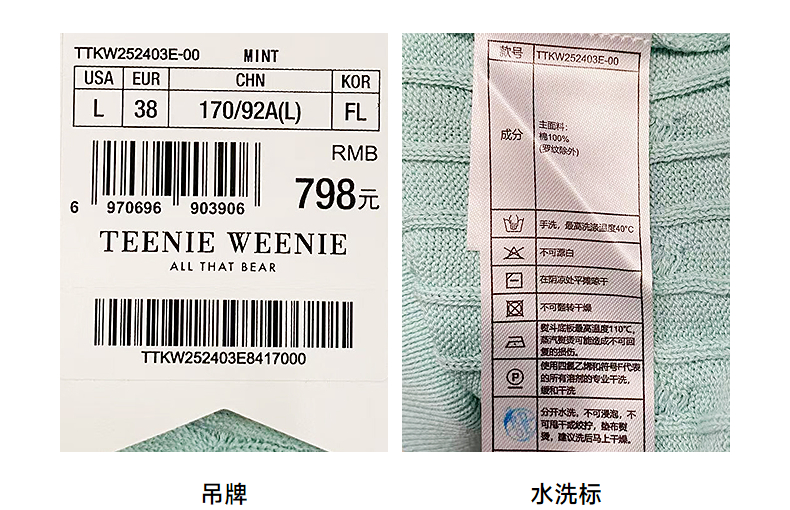 TTKW252403E-00 MINT
USA EUR CHN KOR
L 38 170/92A(L) FL
RMB
798元
6 970696 903906
TEENIE WEENIE
ALL THAT BEAR
TTKW252403E8417000
吊牌
款号 TTKW252403E-00
成分
主面料:
棉100%
(罗纹除外)
手洗,最高洗涤温度40°C
不可漂白
在阴凉处平摊晾干
不可翻转干燥
熨斗底板最高温度110℃,
蒸汽熨烫可能造成不可回
复的损伤。
使用四氯乙烯和符号F代表
的所有溶剂的专业干洗,
缓和干洗
分开水洗,不可浸泡,不
可甩干或绞拧,垫布熨
烫,建议洗后马上干燥。
水洗标